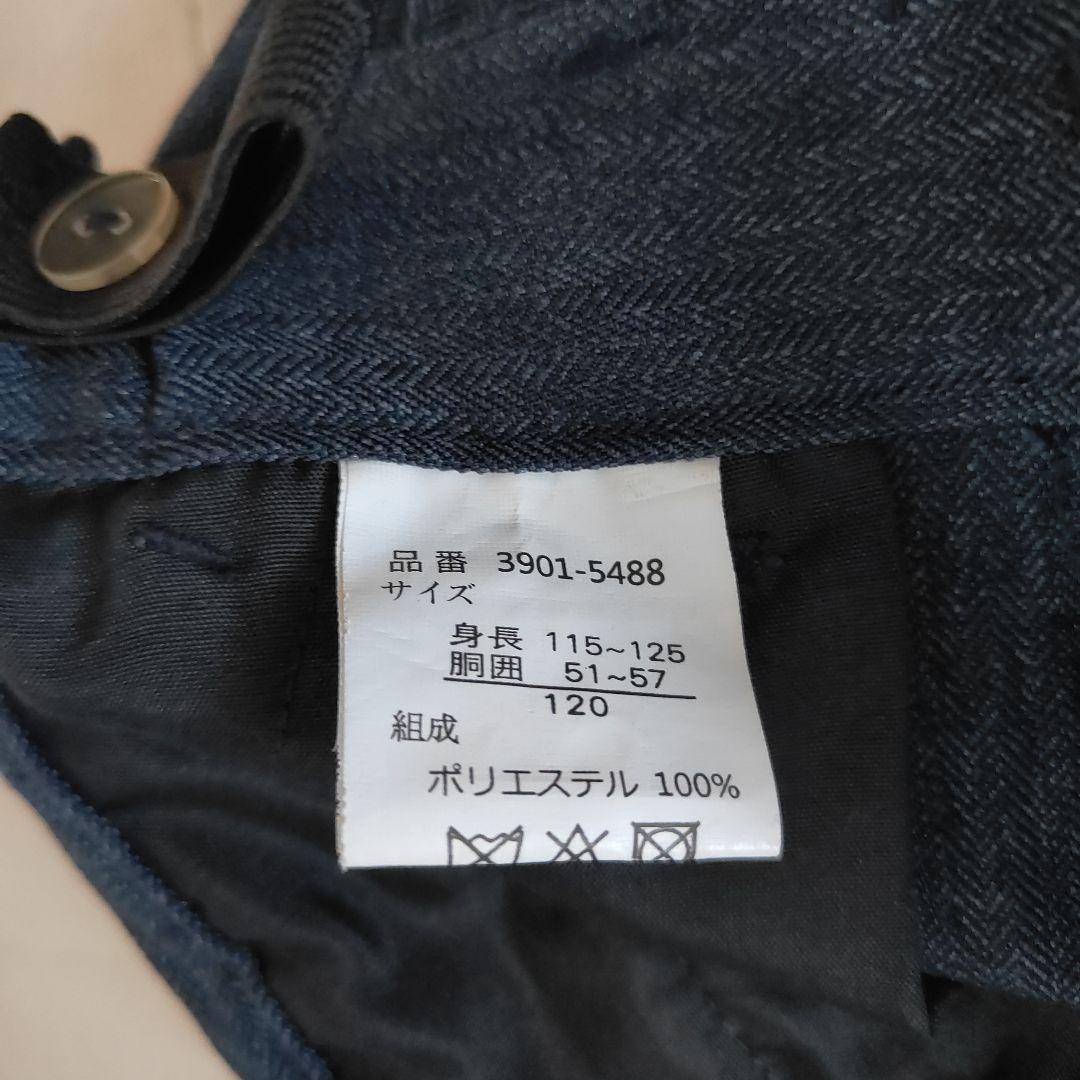 品番 3901-5488
サイズ
身長 115~125
胴囲 51~57
120
組成
ポリエステル 100%